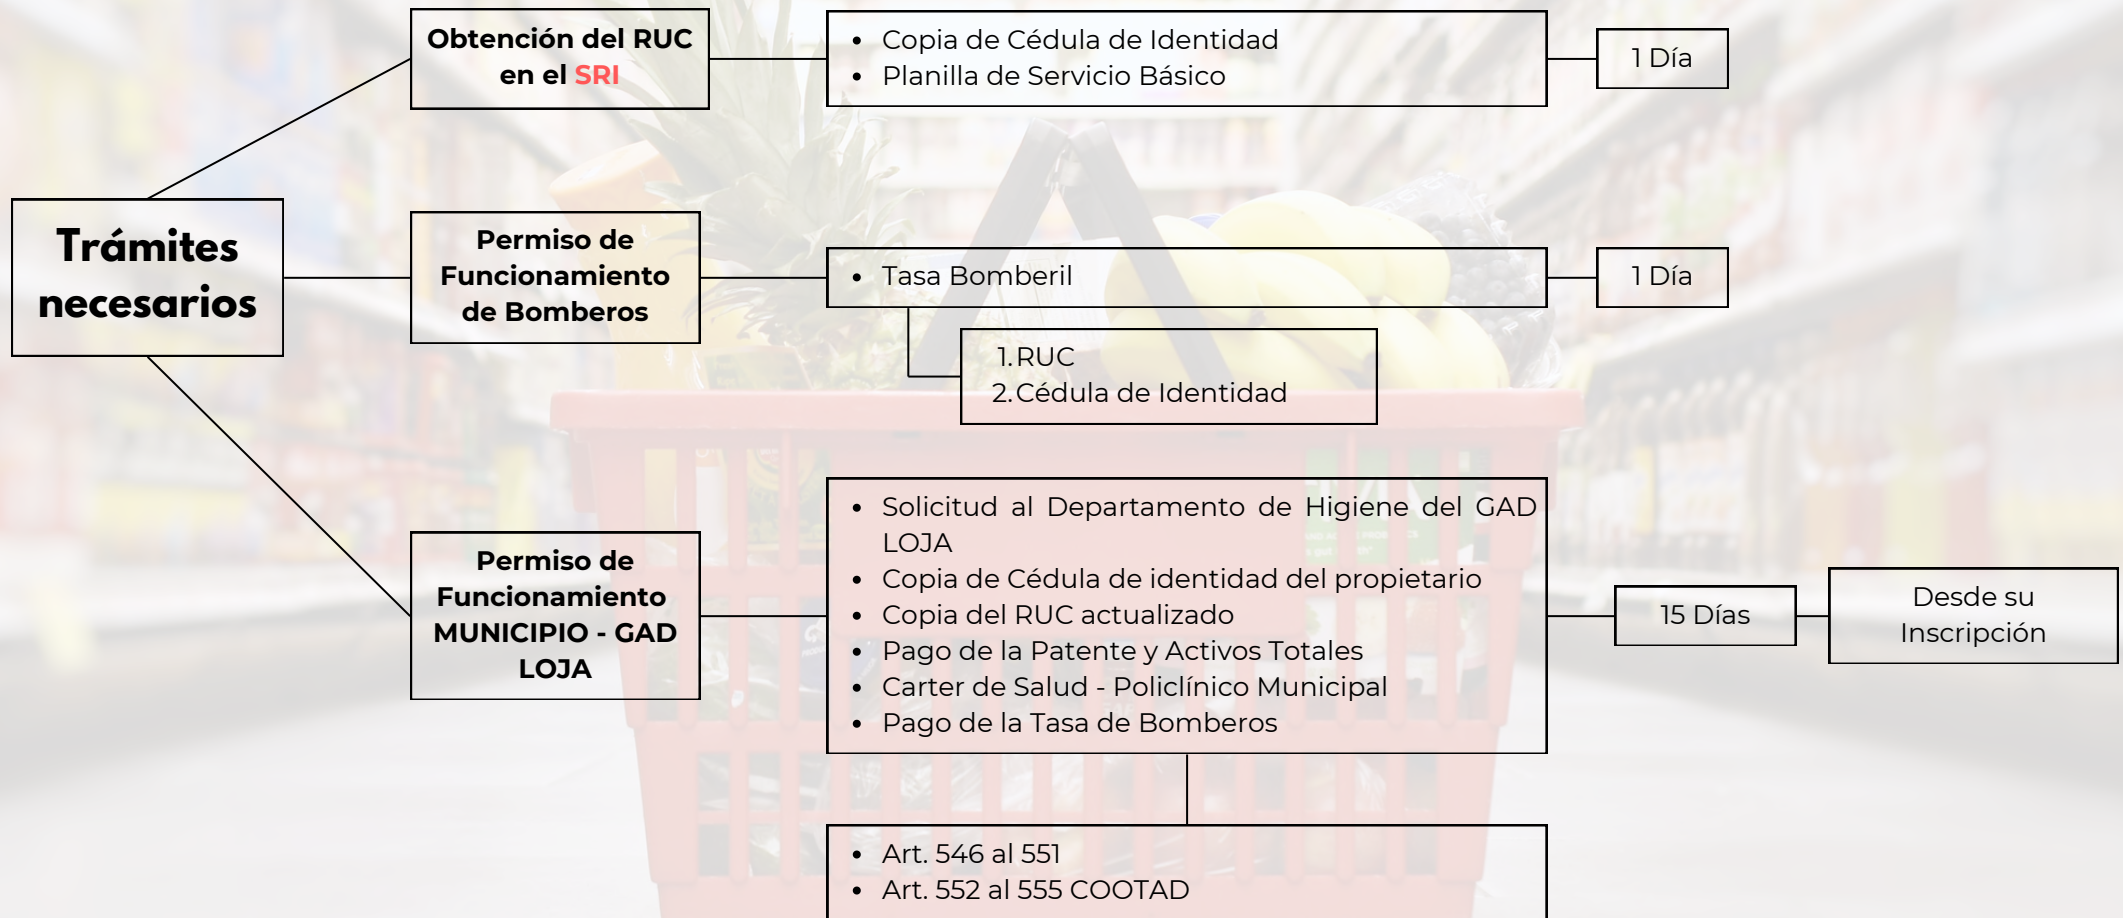 Obtención del RUC
en el SRI
• Copia de Cédula de Identidad
• Planilla de Servicio Básico
1 Día
Trámites
necesarios
Permiso de
Funcionamiento
de Bomberos
• Tasa Bomberil
1 Día
1. RUC
2. Cédula de Identidad
Permiso de
Funcionamiento
MUNICIPIO - GAD
LOJA
• Solicitud al Departamento de Higiene del GAD
LOJA
• Copia de Cédula de identidad del propietario
• Copia del RUC actualizado
• Pago de la Patente y Activos Totales
• Carter de Salud - Policlínico Municipal
• Pago de la Tasa de Bomberos
15 Días
Desde su
Inscripción
• Art. 546 al 551
• Art. 552 al 555 COOTAD